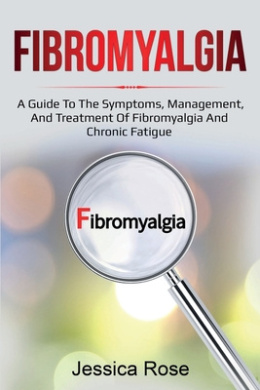 FIBROMYALGIA
A Guide To The Symptoms, Management,
And Treatment Of Fibromyalgia And
Chronic Fatigue
Fibromyalgia
Jessica Rose